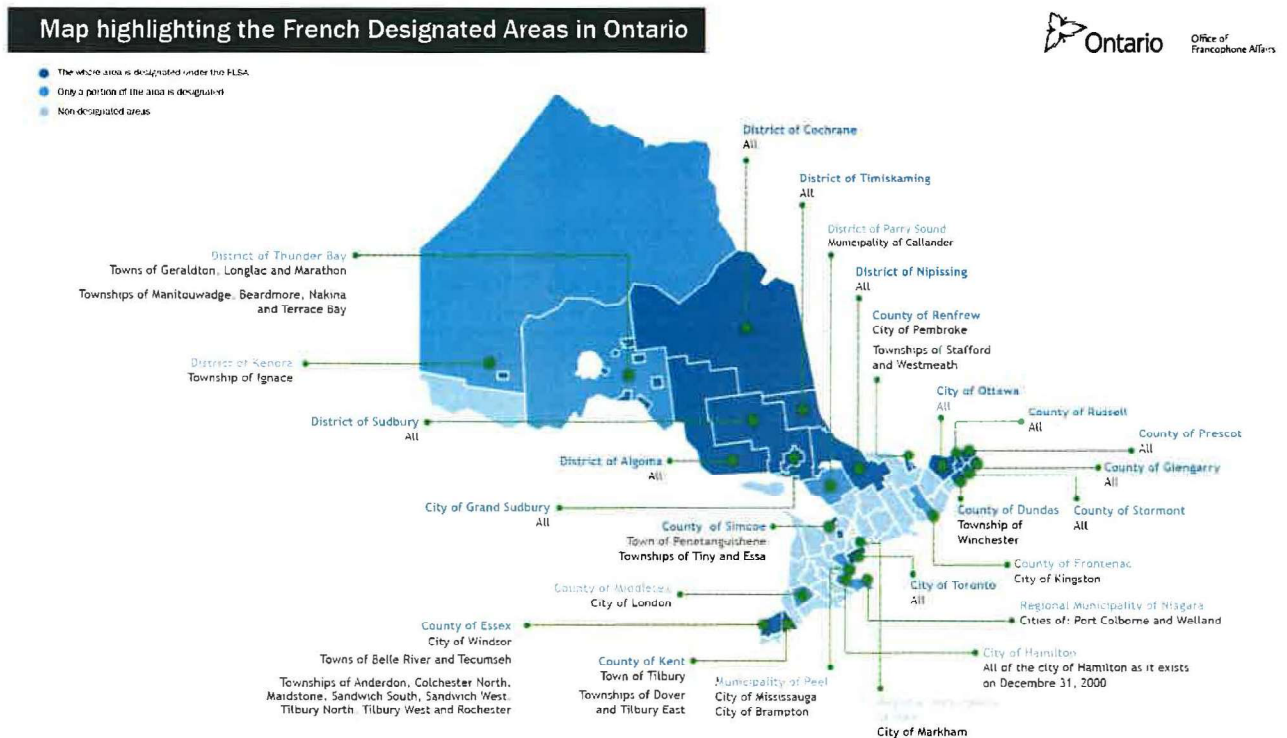 Map highlighting the French Designated Areas in Ontario
Ontario
Office of
Francophone Affairs
The whole area is designated under the FLSA
Only a portion of the area is designated
Non designated areas
District of Cochrane
All
District of Timiskaming
All
District of Parry Sound
Municipality of Callander
District of Nipissing
All
County of Renfrew
City of Pembroke
Townships of Stafford
and Westmeath
City of Ottawa
All
County of Russell
All
County of Prescot
All
County of Glengarry
All
County of Stormont
All
County of Dundas
Township of
Winchester
County of Frontenac
City of Kingston
City of Toronto
All
Regional Municipality of Niagara
Cities of: Port Colborne and Welland
City of Hamilton
All of the city of Hamilton as it exists
on Decembre 31, 2000
City of Markham
Municipality of Peel
City of Mississauga
City of Brampton
County of Kent
Town of Tilbury
Townships of Dover
and Tilbury East
County of Essex
City of Windsor
Towns of Belle River and Tecumseh
Townships of Anderdon, Colchester North,
Maidstone, Sandwich South, Sandwich West,
Tilbury North, Tilbury West and Rochester
County of Middlesex
City of London
County of Simcoe
Town of Penetanguishene
Townships of Tiny and Essa
City of Grand Sudbury
All
District of Algoma
All
District of Sudbury
All
District of Kenora
Township of Ignace
District of Thunder Bay
Towns of Geraldton, Longlac and Marathon
Townships of Manitouwadge, Beardmore, Nakina
and Terrace Bay